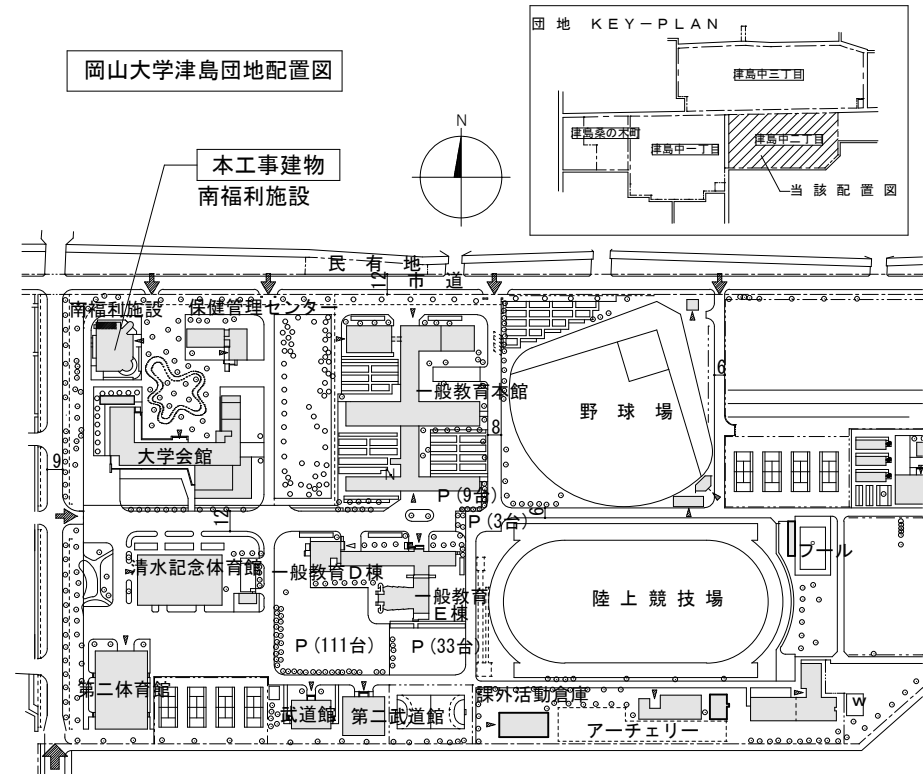 団地 KEY-PLAN
岡山大学津島団地配置図
津島中三丁目
津島桑の木町
津島中一丁目
津島中二丁目
当該配置図
本工事建物
南福利施設
N
民有地
12
市道
南福利施設
保健管理センター
6
一般教育本館
野球場
8
大学会館
9
P(9台)
P(3台)
6
12
プール
清水記念体育館
一般教育D棟
一般教育
E棟
陸上競技場
P(111台)
P(33台)
第二体育館
武道館
第二武道館
課外活動倉庫
アーチェリー
W